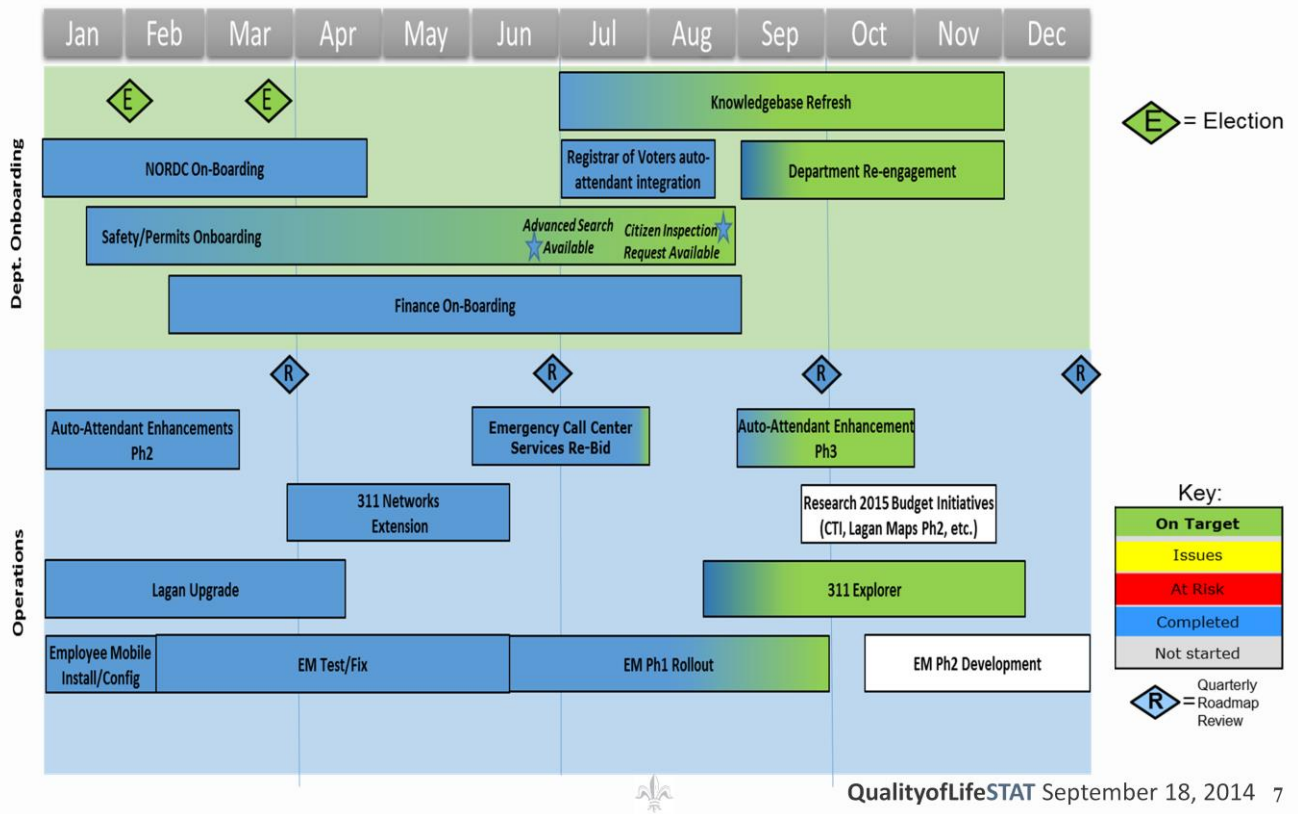 Jan Feb Mar Apr May Jun Jul Aug Sep Oct Nov Dec
Dept. Onboarding
E E
Knowledgebase Refresh
NORDC On-Boarding
Registrar of Voters auto-
attendant integration
Department Re-engagement
Safety/Permits Onboarding
Advanced Search
Available
Citizen Inspection
Request Available
Finance On-Boarding
Operations
R R R R
Auto-Attendant Enhancements
Ph2
Emergency Call Center
Services Re-Bid
Auto-Attendant Enhancement
Ph3
311 Networks
Extension
Research 2015 Budget Initiatives
(CTI, Lagan Maps Ph2, etc.)
Lagan Upgrade
311 Explorer
Employee Mobile
Install/Config
EM Test/Fix
EM Ph1 Rollout
EM Ph2 Development
E = Election
Key:
On Target
Issues
At Risk
Completed
Not started
R = Quarterly
Roadmap
Review
QualityofLifeSTAT September 18, 2014 7